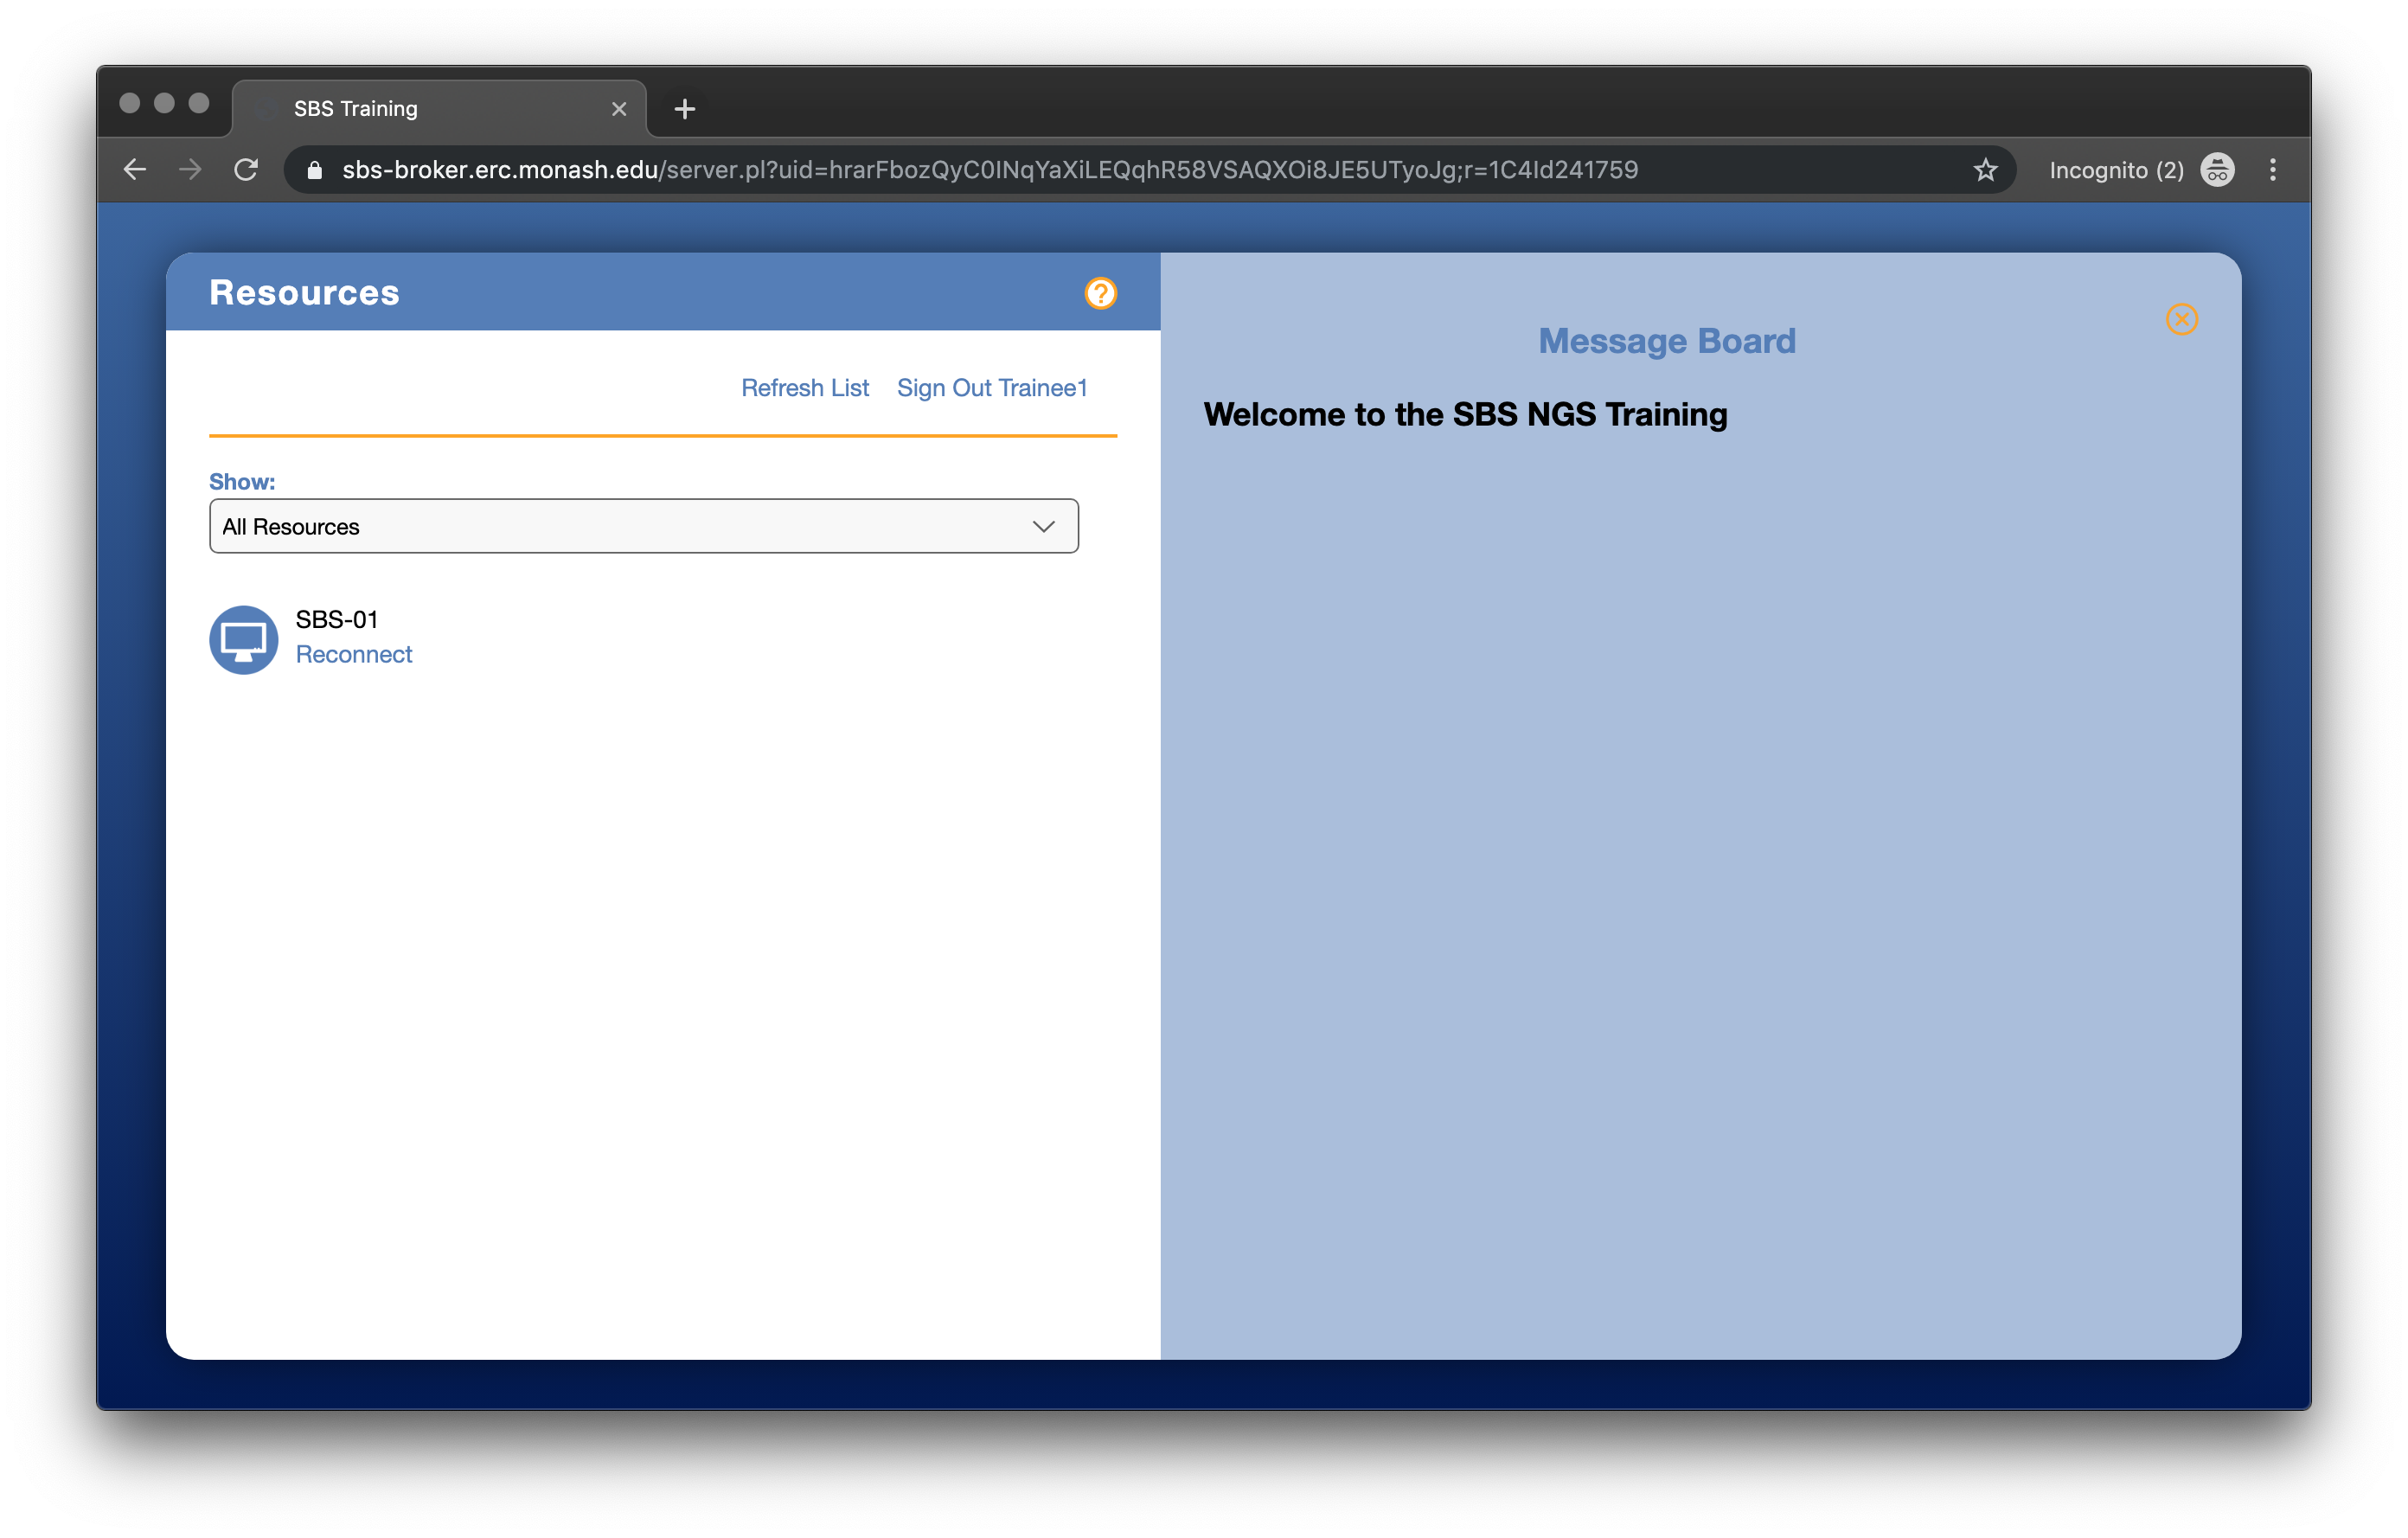 SBS Training
sbs-broker.erc.monash.edu/server.pl?uid=hrarFbozQyC0INqYaXiLEQqhR58VSAQXOi8JE5UTyoJg;r=1C4Id241759
Incognito (2)
Resources
?
Refresh List Sign Out Trainee1
Show:
All Resources
SBS-01
Reconnect
Message Board
Welcome to the SBS NGS Training